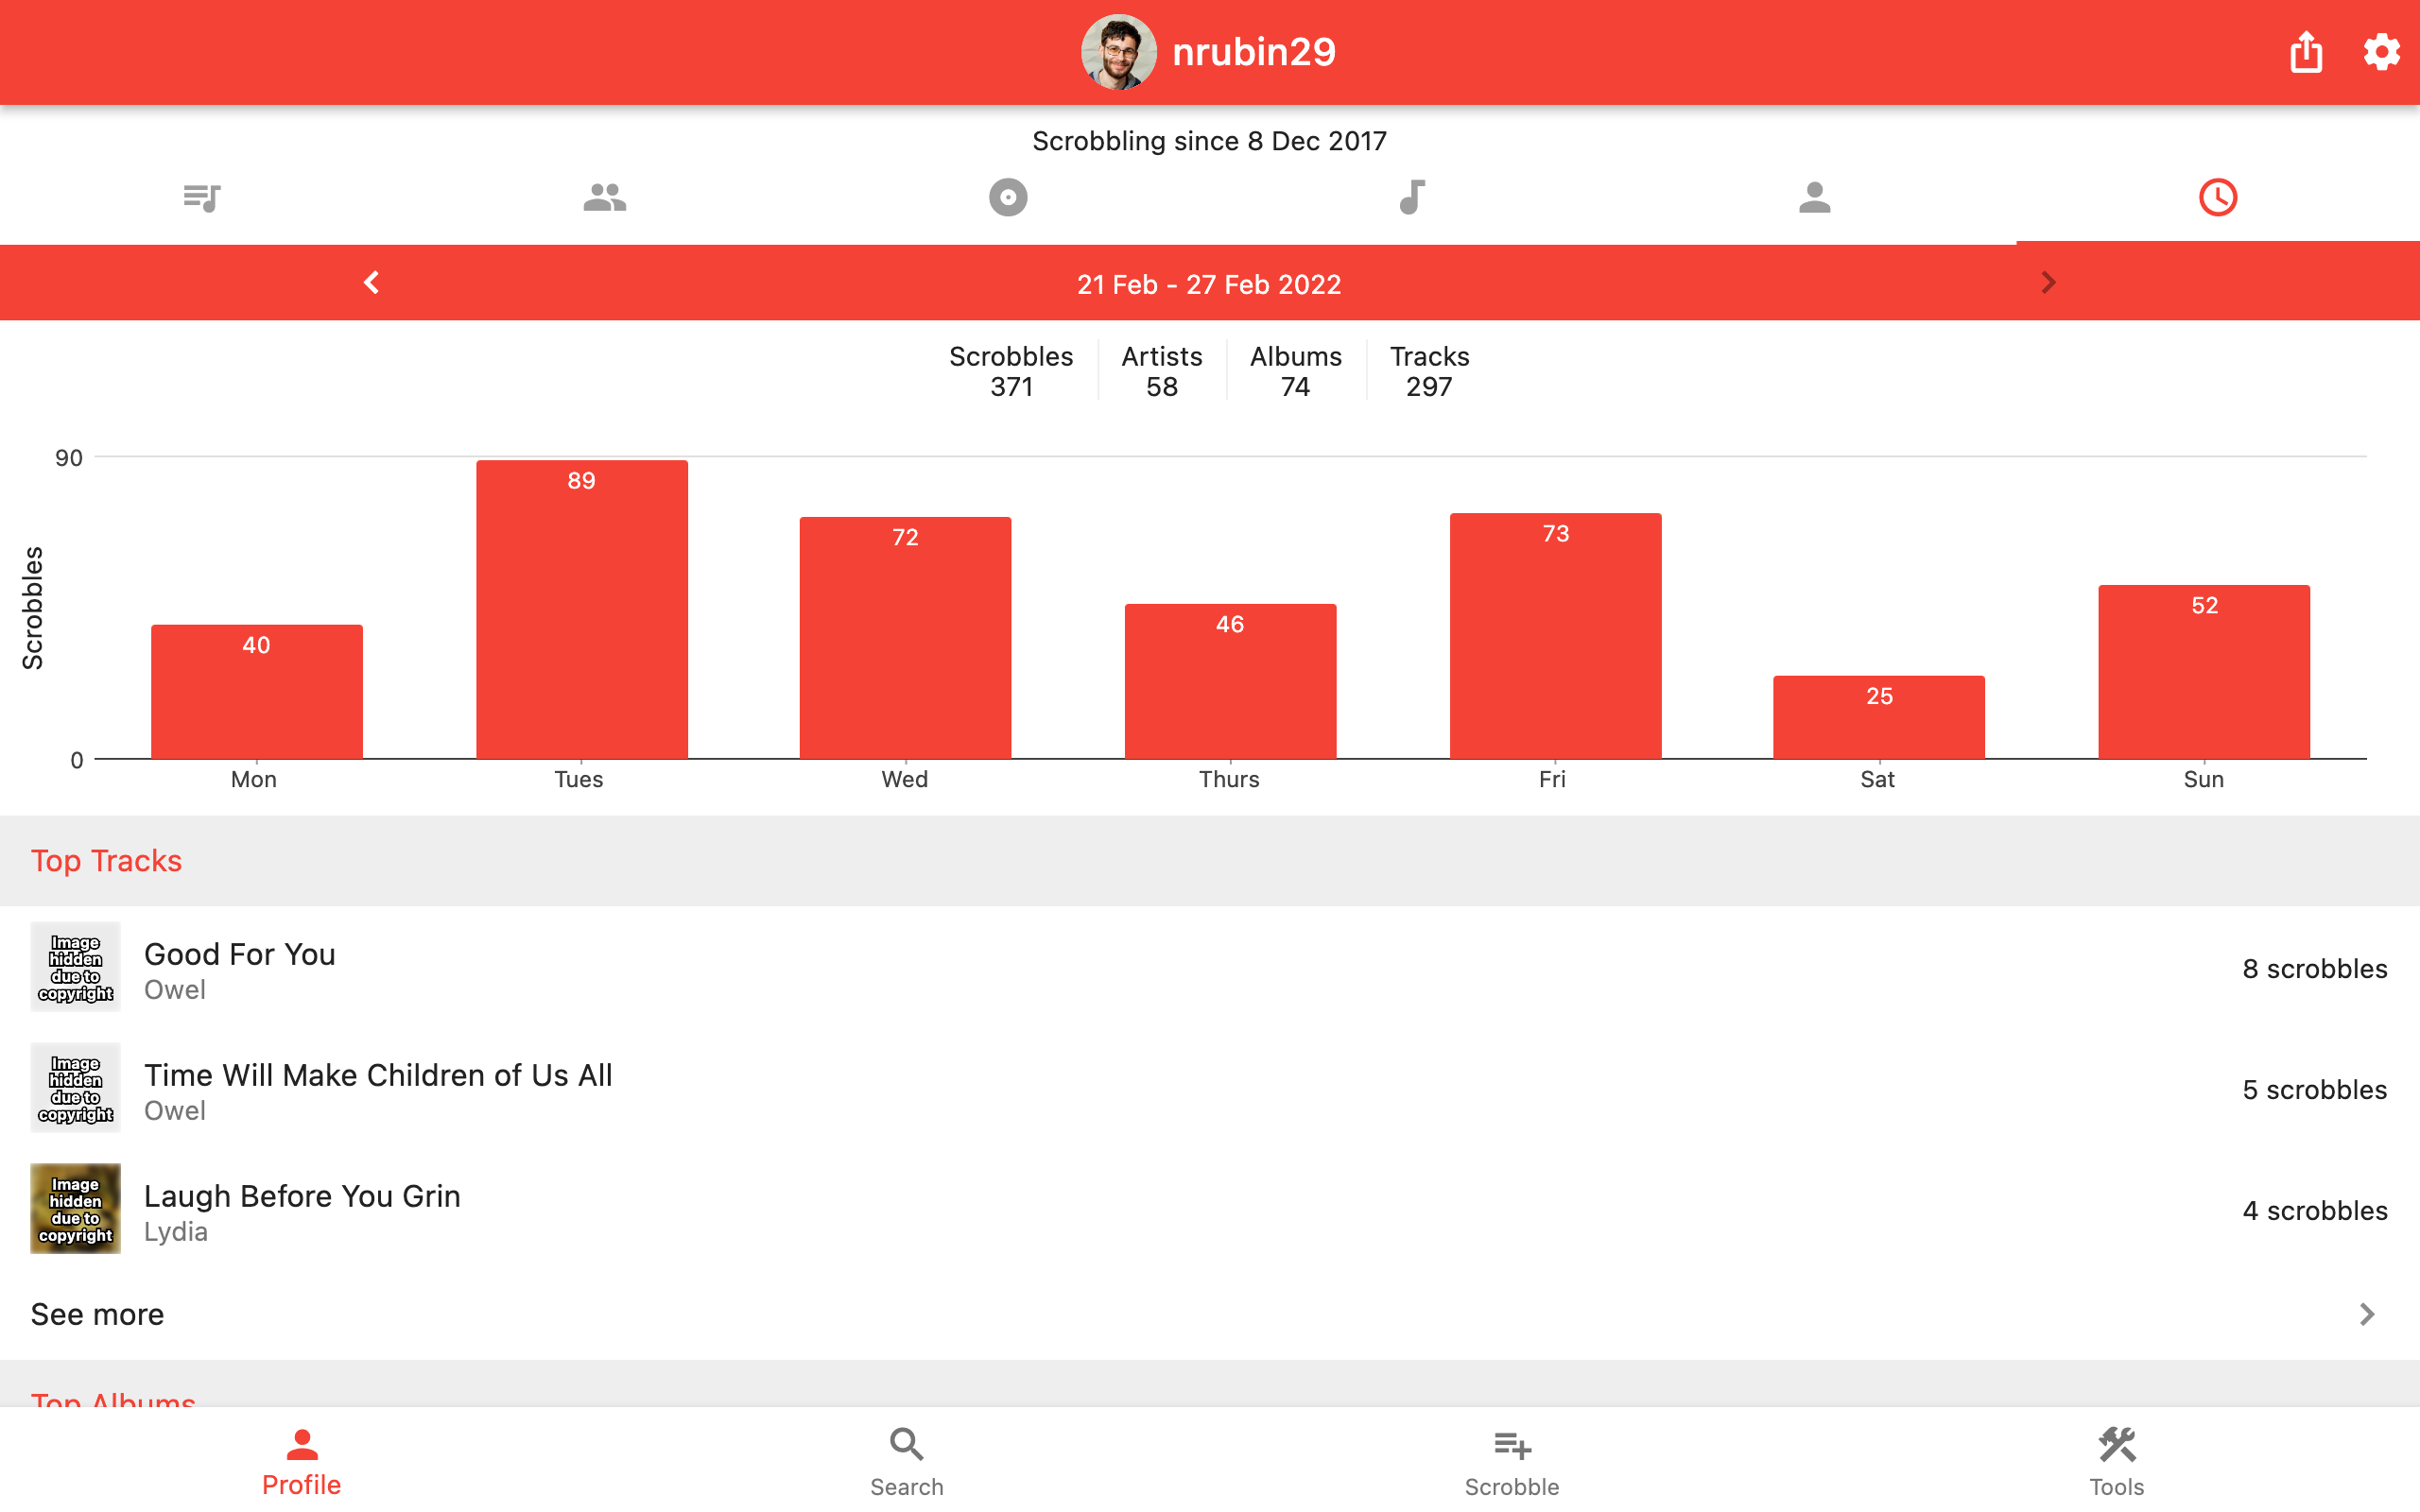 nrubin29
Scrobbling since 8 Dec 2017
21 Feb - 27 Feb 2022
Scrobbles Artists Albums Tracks
371 58 74 297
90
Scrobbles
0
40
89
72
46
73
25
52
Mon Tues Wed Thurs Fri Sat Sun
Top Tracks
Image
hidden
due to
copyright
Good For You
Owel
8 scrobbles
Image
hidden
due to
copyright
Time Will Make Children of Us All
Owel
5 scrobbles
Image
hidden
due to
copyright
Laugh Before You Grin
Lydia
4 scrobbles
See more
Top Albums
Profile Search Scrobble Tools